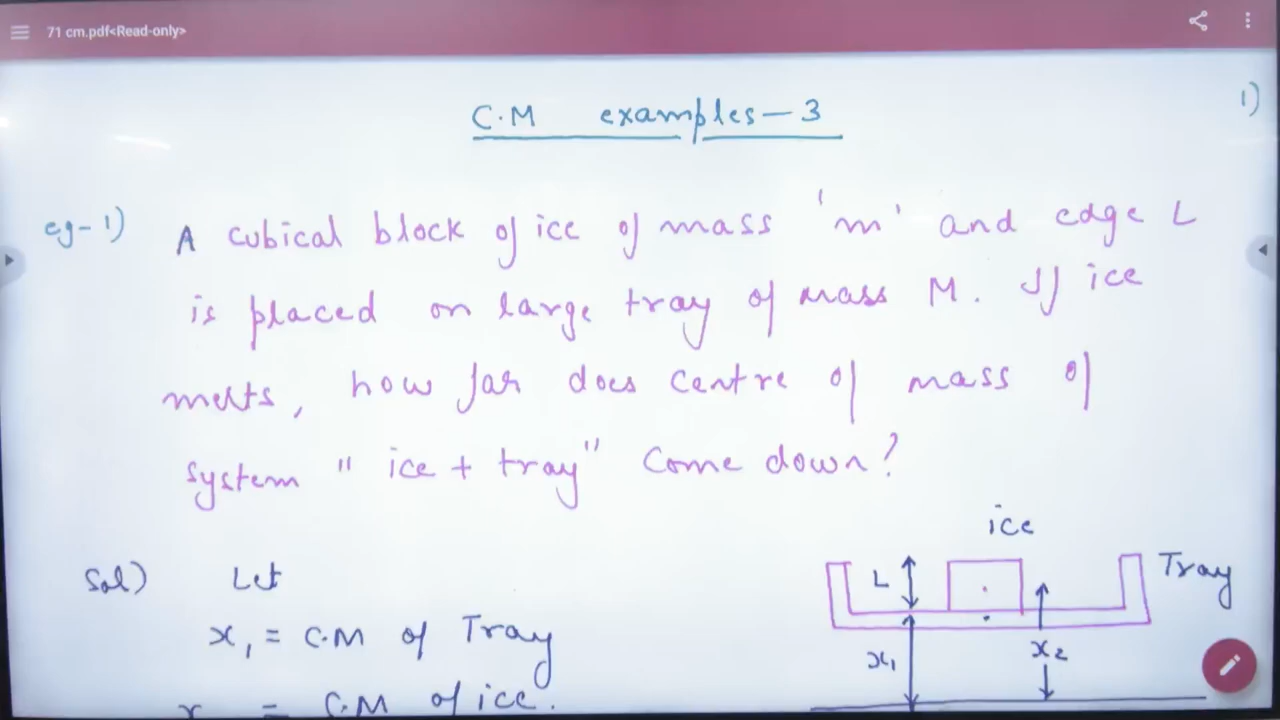 71 cm.pdf<Read-only>
C.M examples-3
1)
eg-1) A cubical block of ice of mass 'm' and edge L
is placed on large tray of mass M. If ice
melts, how far does centre of mass of
system " ice + tray" Come down?
ice
Sol) Let
L
Tray
x₁ = C.M of Tray
x₁
x₂
= C.M of ice.